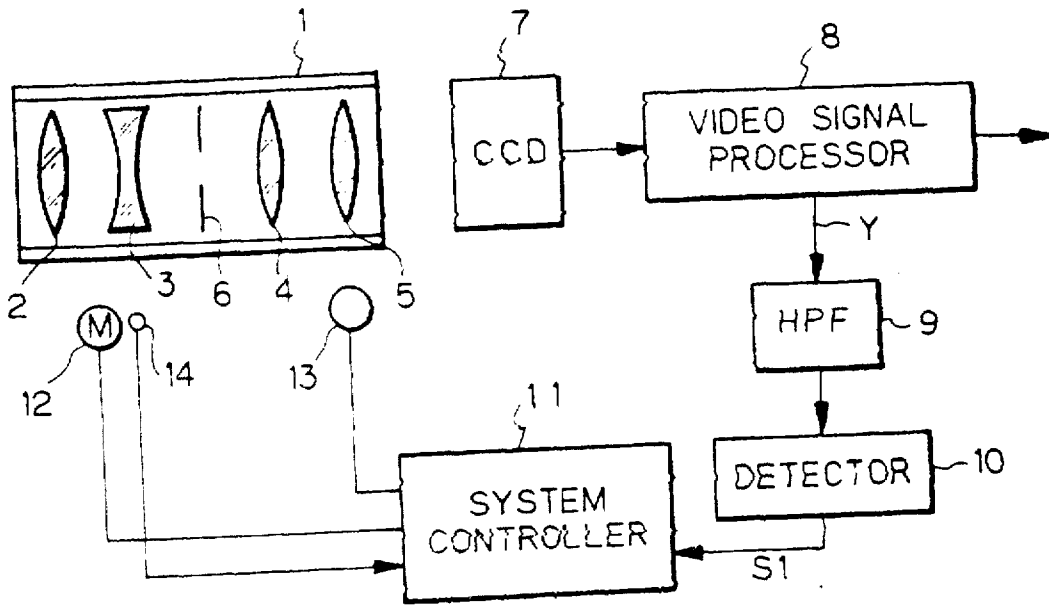 1
7
8
CCD
VIDEO SIGNAL
PROCESSOR
2
3
6
4
5
Y
HPF
9
M
12
14
13
11
DETECTOR
10
SYSTEM
CONTROLLER
S1